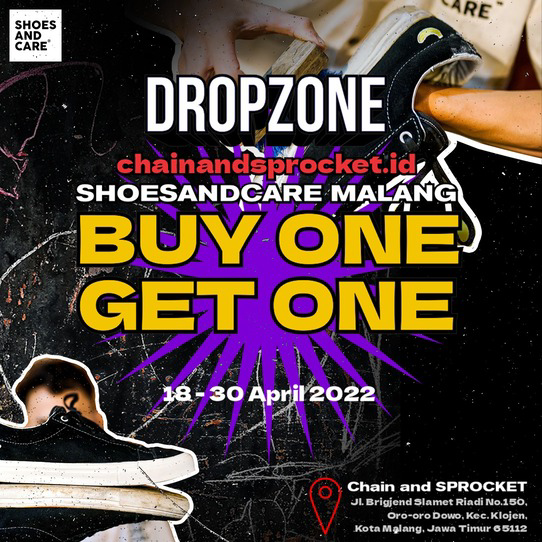 SHOES
AND
CARE
DROPZONE
chainandsprocket.id
SHOESANDCARE MALANG
BUY ONE
GET ONE
18 - 30 April 2022
Chain and SPROCKET
Jl. Brigjend Slamet Riadi No.150,
Oro-oro Dowo, Kec. Klojen,
Kota Malang, Jawa Timur 65112